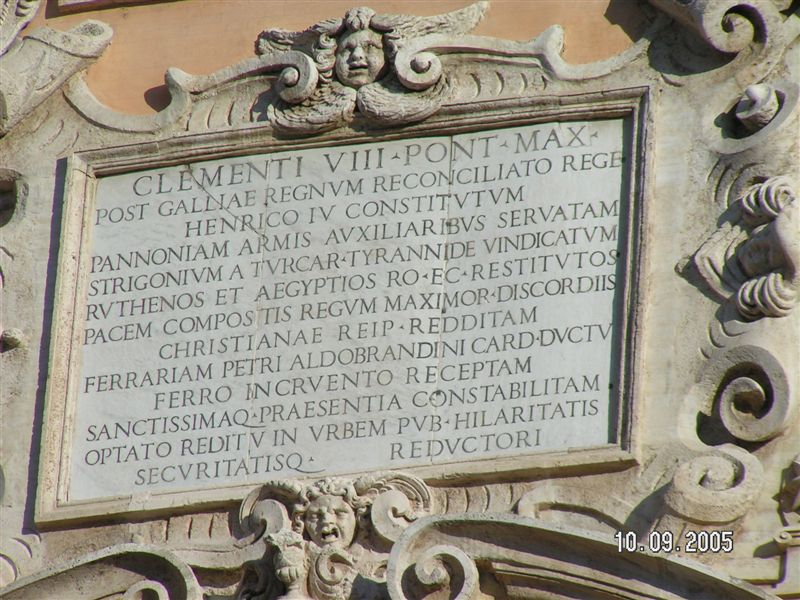 CLEMENTI VIII·PONT·MAX·
POST GALLIAE REGNVM RECONCILIATO REGE
HENRICO IV CONSTITVTVM
PANNONIAM ARMIS AVXILIARIBVS SERVATAM
STRIGONIVM A TVRCAR·TYRANNIDE VINDICATVM
RVTHENOS ET AEGYPTIOS RO·EC·RESTITVTOS
PACEM COMPOSITIS REGVM MAXIMOR·DISCORDIIS
CHRISTIANAE REIP·REDDITAM
FERRARIAM PETRI ALDOBRANDINI CARD·DVCTV
FERRO INCRVENTO RECEPTAM
SANCTISSIMAQ·PRAESENTIA CONSTABILITAM
OPTATO REDITV IN VRBEM PVB·HILARITATIS
SECVRITATISQ· REDVCTORI
10.09.2005